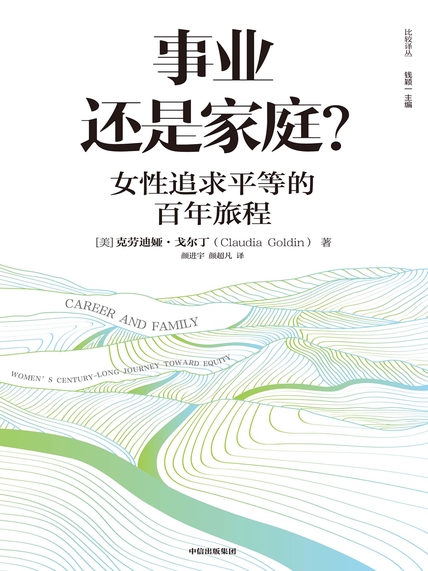 事业
还是家庭?
女性追求平等的
百年旅程
[美]克劳迪娅·戈尔丁(Claudia Goldin) 著
颜进宇 颜超凡 译
比较译丛
钱颖一 主编
CAREER AND FAMILY
WOMEN'S CENTURY-LONG JOURNEY TOWARD EQUITY
中信出版集团